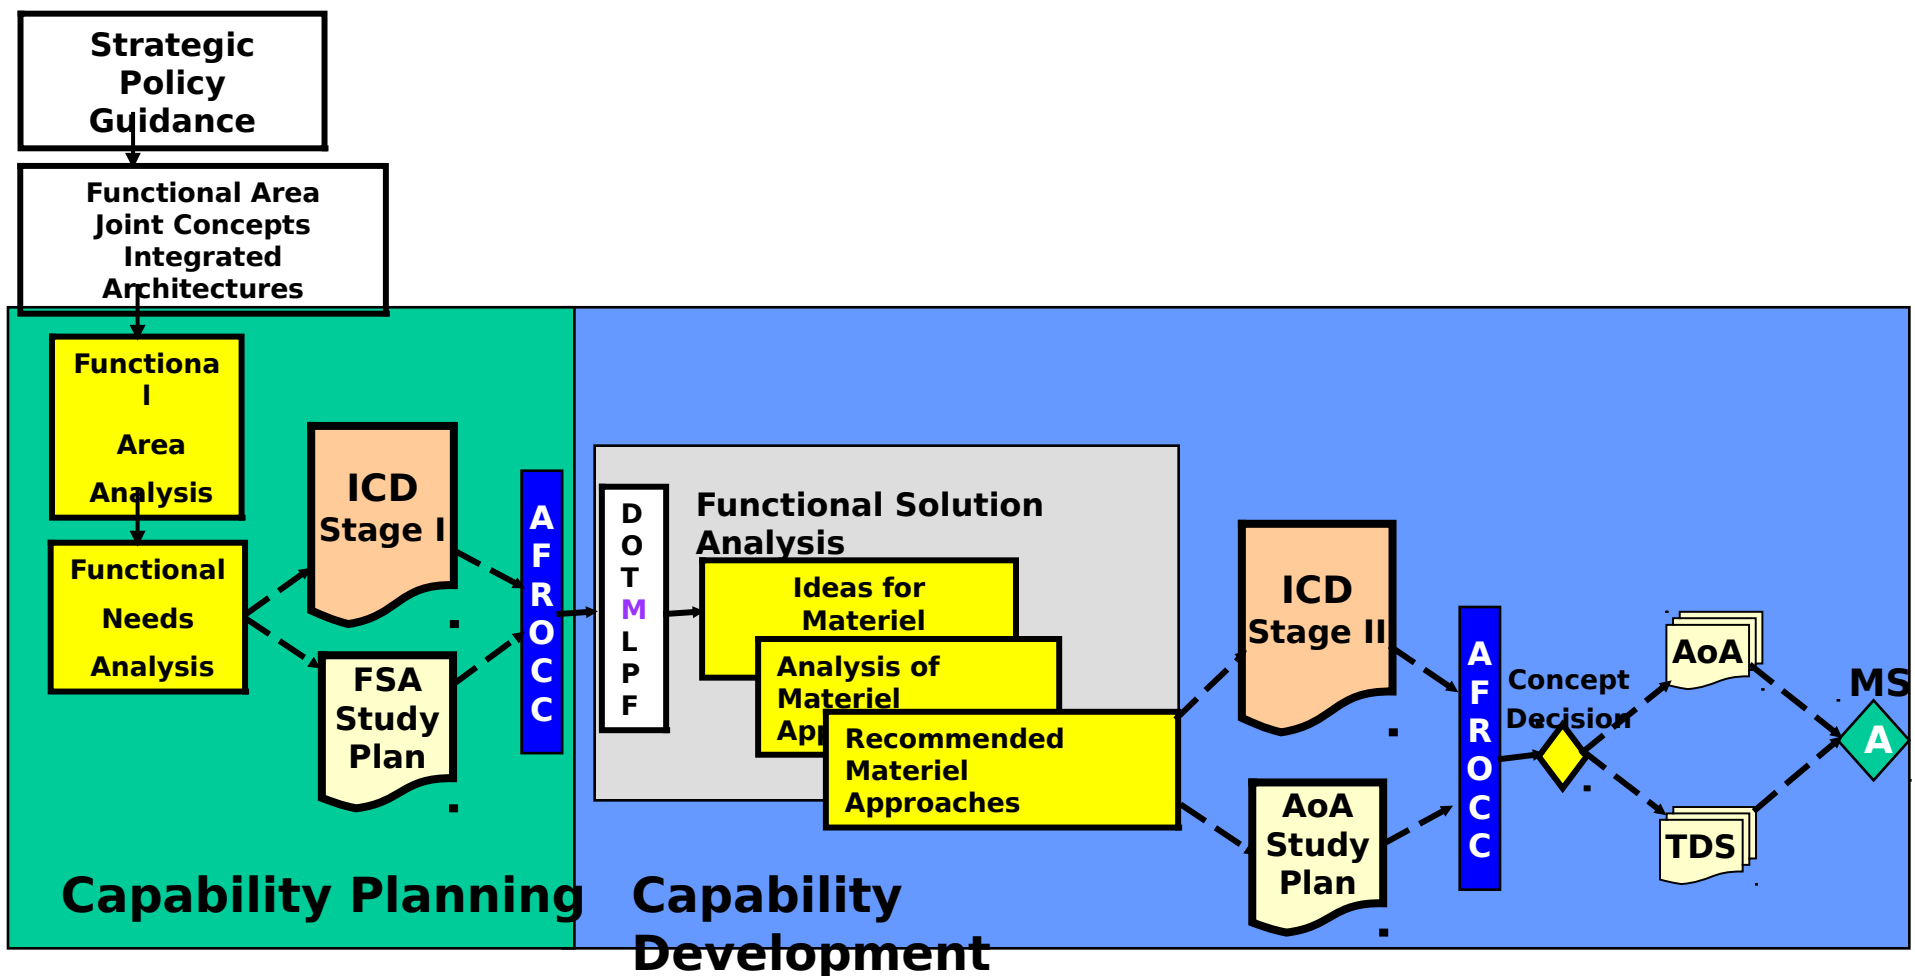 Strategic
Policy
Guidance
Functional Area
Joint Concepts
Integrated
Architectures
Functiona
l
Area
Analysis
Functional
Needs
Analysis
ICD
Stage I
FSA
Study
Plan
A
F
R
O
C
C
D
O
T
M
L
P
F
Functional Solution
Analysis
Ideas for
Materiel
Analysis of
Materiel
Recommended
Materiel
Approaches
ICD
Stage II
AoA
Study
Plan
A
F
R
O
C
C
Concept
Decision
AoA
TDS
MS
A
Capability Planning
Capability
Development